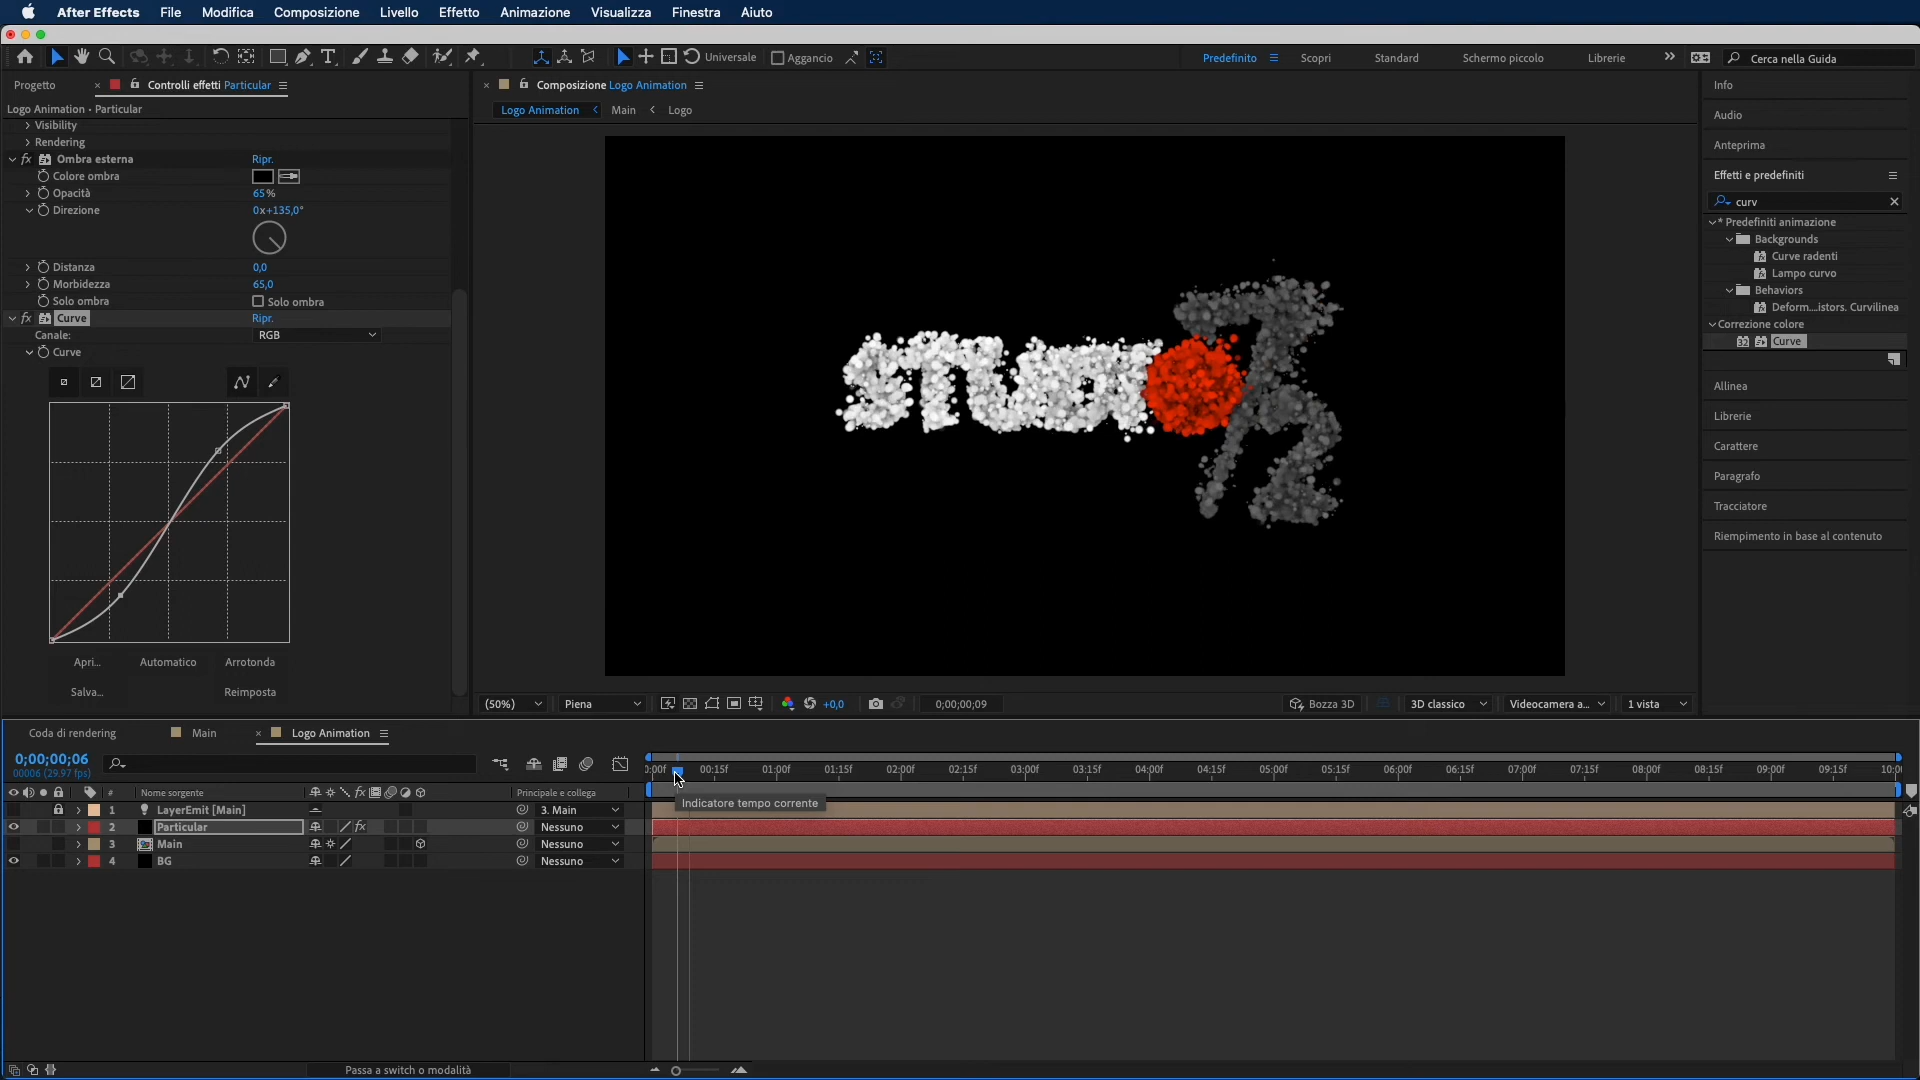 After Effects File Modifica Composizione Livello Effetto Animazione Visualizza Finestra Aiuto
Universale Aggancio Predefinito Scopri Standard Schermo piccolo Librerie Cerca nella Guida
Progetto Controlli effetti Particular
Logo Animation • Particular
Visibility
Rendering
fx Ombra esterna Ripr.
Colore ombra
Opacità 65%
Direzione 0x+135,0°
Distanza 0,0
Morbidezza 65,0
Solo ombra Solo ombra
fx Curve Ripr.
Canale: RGB
Curve
Apri... Automatico Arrotonda
Salva... Reimposta
Composizione Logo Animation
Logo Animation Main Logo
STUDIO
72
(50%) Piena +0,0 0;00;00;09 Bozza 3D 3D classico Videocamera a... 1 vista
Info
Audio
Anteprima
Effetti e predefiniti
curv
* Predefiniti animazione
Backgrounds
Curve radenti
Lampo curvo
Behaviors
Deform....istors. Curvilinea
Correzione colore
32 Curve
Allinea
Librerie
Carattere
Paragrafo
Tracciatore
Riempimento in base al contenuto
Coda di rendering Main Logo Animation
0;00;00;06
00006 (29.97 fps)
:00f 00:15f 01:00f 01:15f 02:00f 02:15f 03:00f 03:15f 04:00f 04:15f 05:00f 05:15f 06:00f 06:15f 07:00f 07:15f 08:00f 08:15f 09:00f 09:15f 10:0
# Nome sorgente fx Principale e collega
1 LayerEmit [Main] 3. Main
Indicatore tempo corrente
2 Particular fx Nessuno
3 Main Nessuno
4 BG Nessuno
Passa a switch o modalità